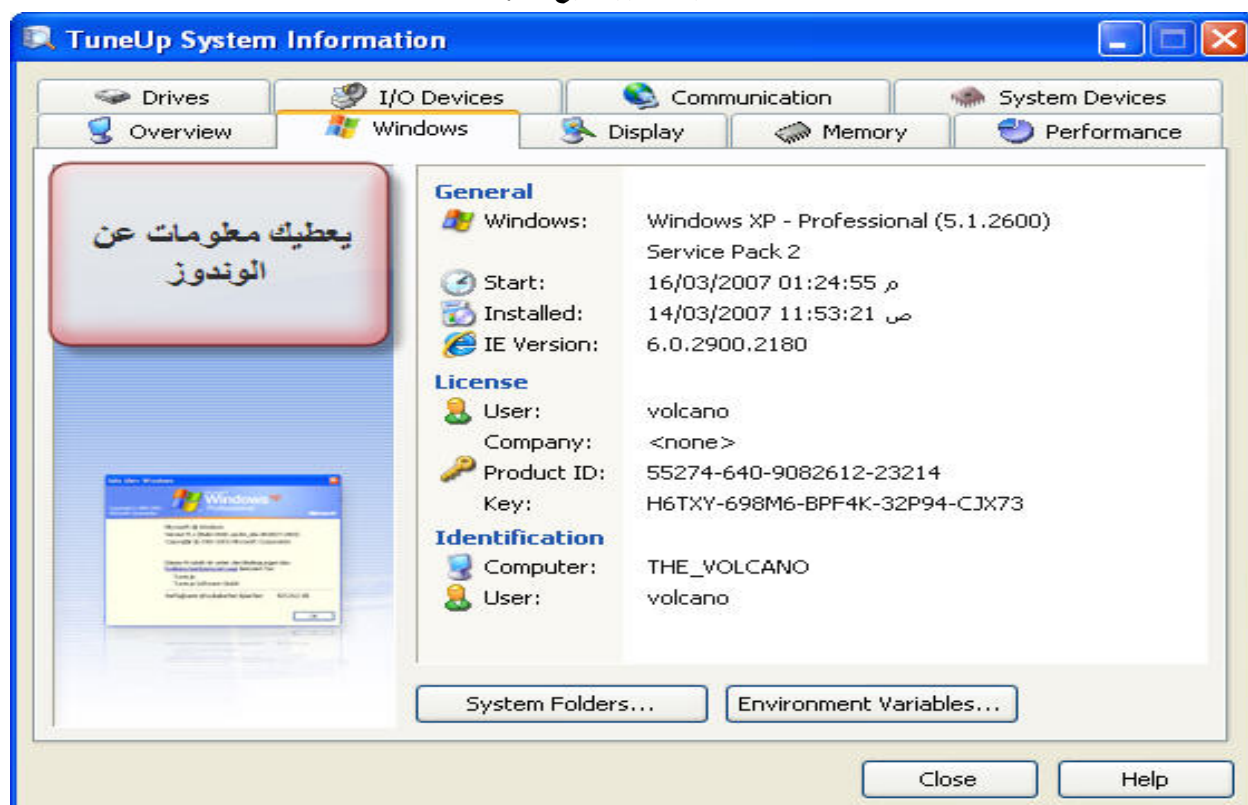 TuneUp System Information
Drives I/O Devices Communication System Devices
Overview Windows Display Memory Performance
يعطيك معلومات عن
الوندوز
General
Windows: Windows XP - Professional (5.1.2600)
Service Pack 2
Start: 16/03/2007 01:24:55 م
Installed: 14/03/2007 11:53:21 ص
IE Version: 6.0.2900.2180
License
User: volcano
Company: <none>
Product ID: 55274-640-9082612-23214
Key: H6TXY-698M6-BPF4K-32P94-CJX73
Identification
Computer: THE_VOLCANO
User: volcano
Windows
System Folders... Environment Variables...
Close Help